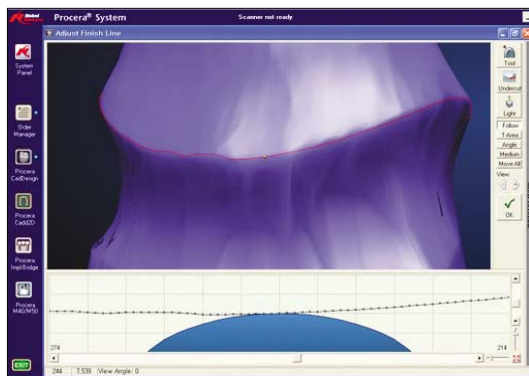 Nobel
Procera® System
Scanner not ready
Adjust Finish Line
System
Panel
Order
Manager
Procera
CadDesign
Procera
Cadd2D
Procera
ImplBridge
Procera
M40/M50
EXIT
Tool
Undercut
Light
Follow
T-Area
Angle
Medium
Move All
View:
OK
274
214
244 7.539 View Angle: 0